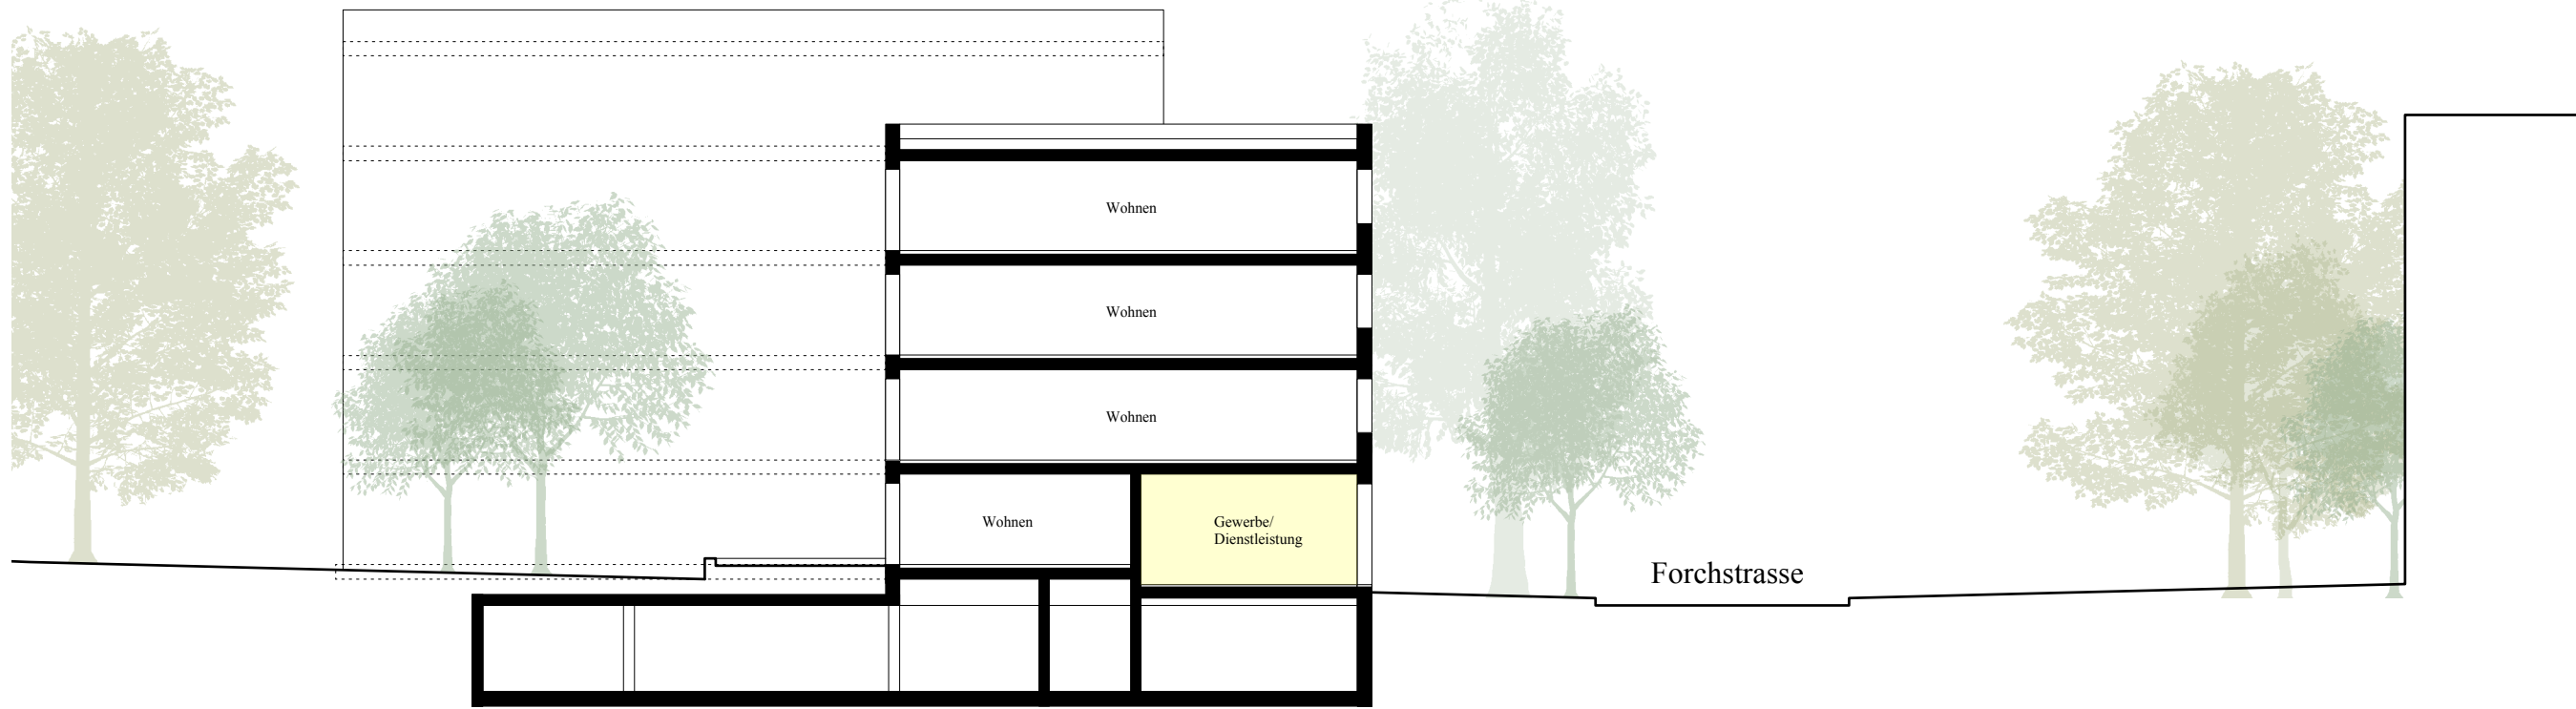 Wohnen
Wohnen
Wohnen
Wohnen
Gewerbe/
Dienstleistung
Forchstrasse